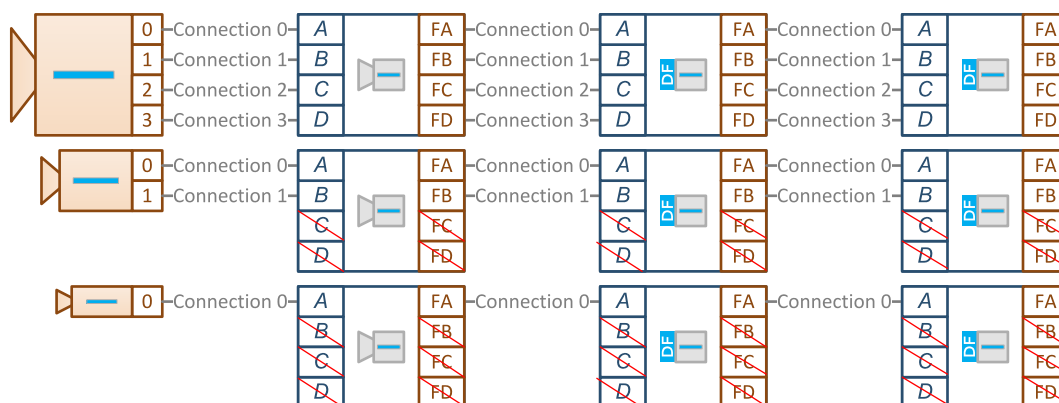 0 Connection 0 A FA Connection 0 A FA Connection 0 A FA
1 Connection 1 B FB Connection 1 B FB Connection 1 B FB
DF DF
2 Connection 2 C FC Connection 2 C FC Connection 2 C FC
3 Connection 3 D FD Connection 3 D FD Connection 3 D FD
0 Connection 0 A FA Connection 0 A FA Connection 0 A FA
1 Connection 1 B FB Connection 1 B FB Connection 1 B FB
DF DF
C FC C FC C FC
D FD D FD D FD
0 Connection 0 A FA Connection 0 A FA Connection 0 A FA
B FB B FB B FB
DF DF
C FC C FC C FC
D FD D FD D FD